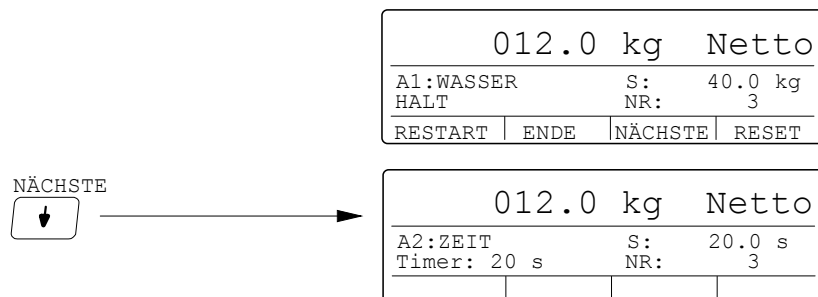 012.0 kg Netto
A1:WASSER S: 40.0 kg
HALT NR: 3
RESTART ENDE NÄCHSTE RESET
NÄCHSTE
012.0 kg Netto
A2:ZEIT S: 20.0 s
Timer: 20 s NR: 3